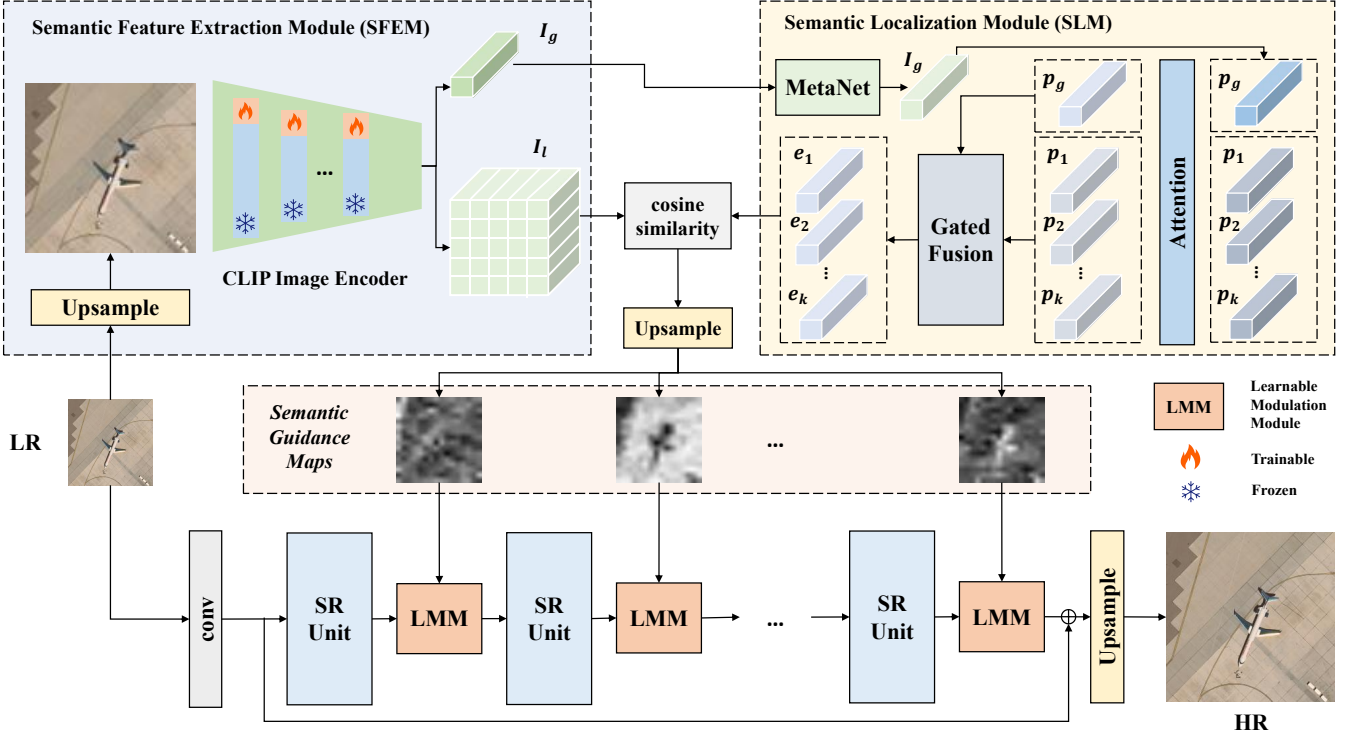 Semantic Feature Extraction Module (SFEM)
I_g
I_l
...
CLIP Image Encoder
Upsample
Semantic Localization Module (SLM)
MetaNet
I_g
p_g
p_g
e_1
e_2
⋮
e_k
Gated
Fusion
p_1
p_2
⋮
p_k
Attention
p_1
p_2
⋮
p_k
cosine
similarity
Upsample
LR
Semantic
Guidance
Maps
...
LMM
Learnable
Modulation
Module
Trainable
Frozen
conv
SR
Unit
LMM
SR
Unit
LMM
...
SR
Unit
LMM
Upsample
HR